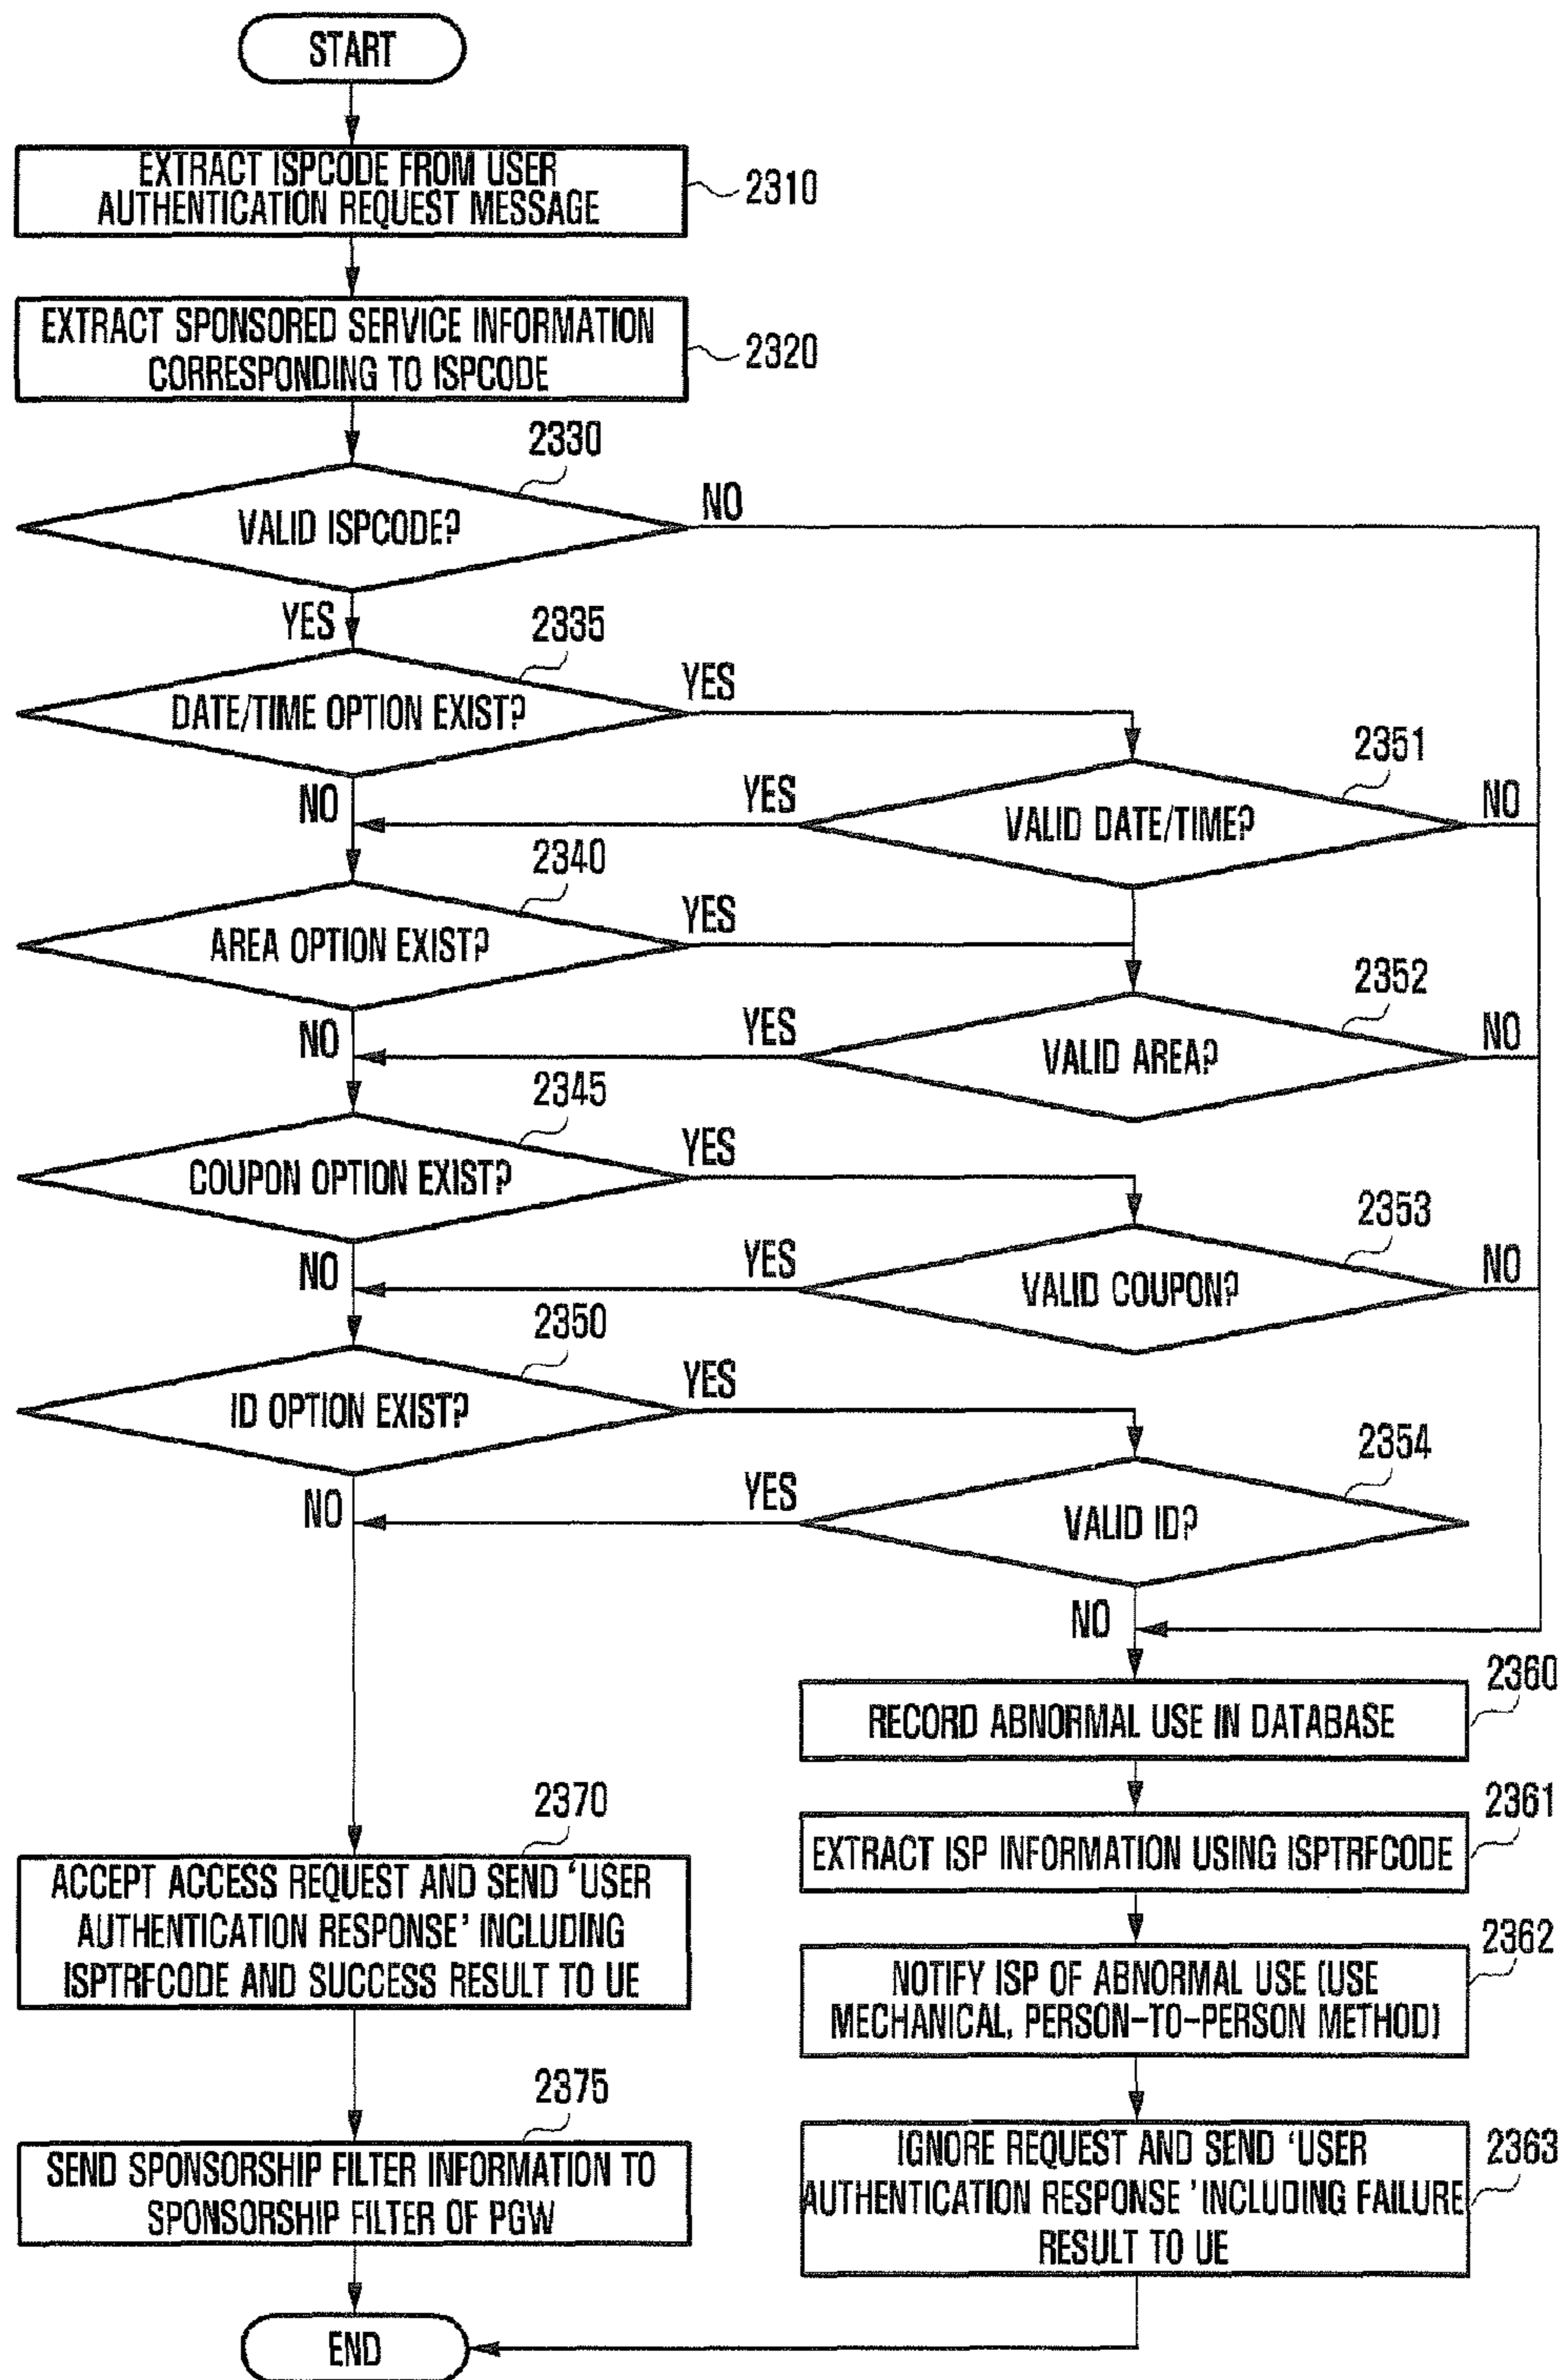 START
EXTRACT ISPCODE FROM USER
AUTHENTICATION REQUEST MESSAGE
2310
EXTRACT SPONSORED SERVICE INFORMATION
CORRESPONDING TO ISPCODE
2320
2330
VALID ISPCODE?
NO
YES
2335
DATE/TIME OPTION EXIST?
YES
2351
NO
YES
VALID DATE/TIME?
NO
2340
AREA OPTION EXIST?
YES
2352
NO
YES
VALID AREA?
NO
2345
COUPON OPTION EXIST?
YES
2353
NO
YES
VALID COUPON?
NO
2350
ID OPTION EXIST?
YES
2354
NO
YES
VALID ID?
NO
2360
RECORD ABNORMAL USE IN DATABASE
2361
EXTRACT ISP INFORMATION USING ISPTRFCODE
2370
ACCEPT ACCESS REQUEST AND SEND ‘USER
AUTHENTICATION RESPONSE’ INCLUDING
ISPTRFCODE AND SUCCESS RESULT TO UE
2362
NOTIFY ISP OF ABNORMAL USE (USE
MECHANICAL, PERSON-TO-PERSON METHOD)
2375
SEND SPONSORSHIP FILTER INFORMATION TO
SPONSORSHIP FILTER OF PGW
2363
IGNORE REQUEST AND SEND ‘USER
AUTHENTICATION RESPONSE ’INCLUDING FAILURE
RESULT TO UE
END